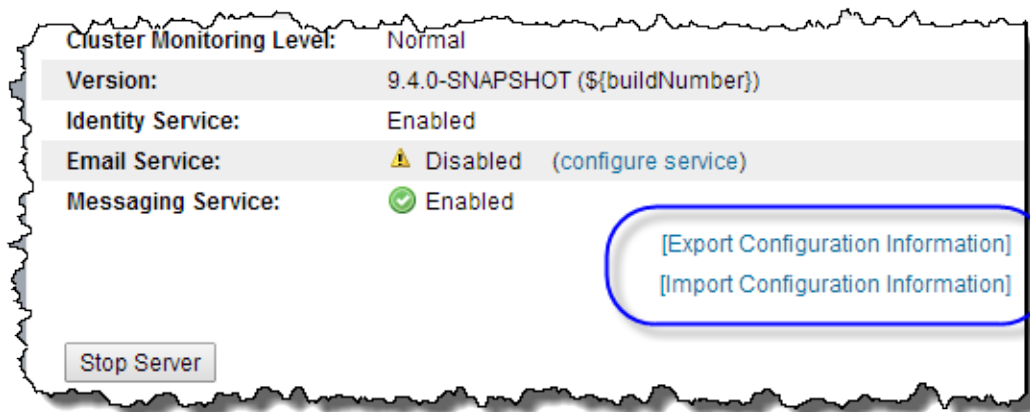 Cluster Monitoring Level: Normal
Version: 9.4.0-SNAPSHOT (${buildNumber})
Identity Service: Enabled
Email Service: Disabled (configure service)
Messaging Service: Enabled
[Export Configuration Information]
[Import Configuration Information]
Stop Server